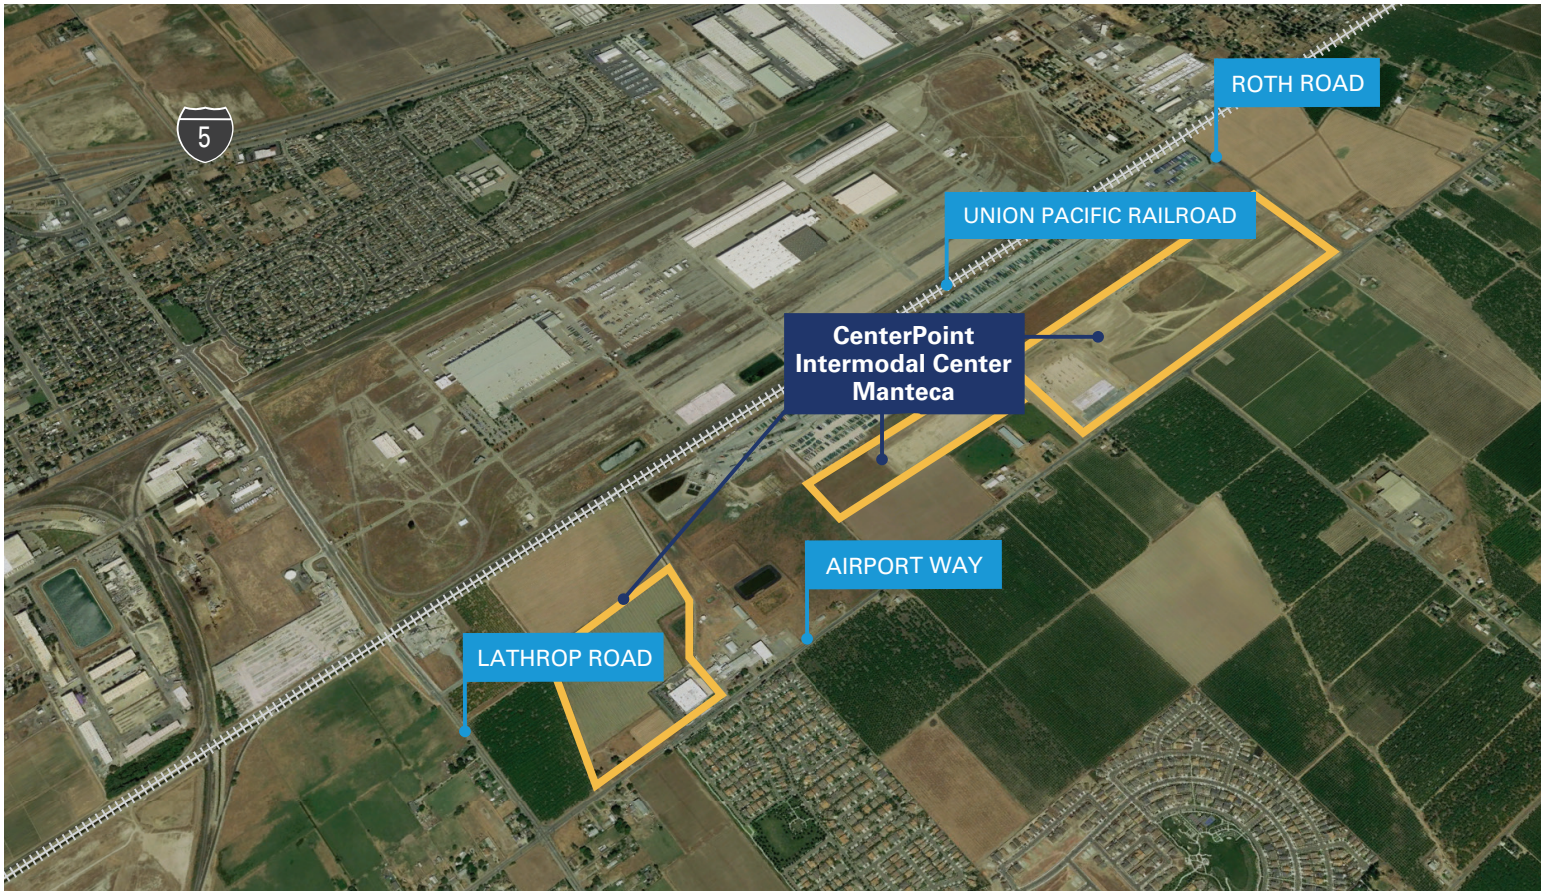 ROTH ROAD
5
UNION PACIFIC RAILROAD
CenterPoint
Intermodal Center
Manteca
AIRPORT WAY
LATHROP ROAD